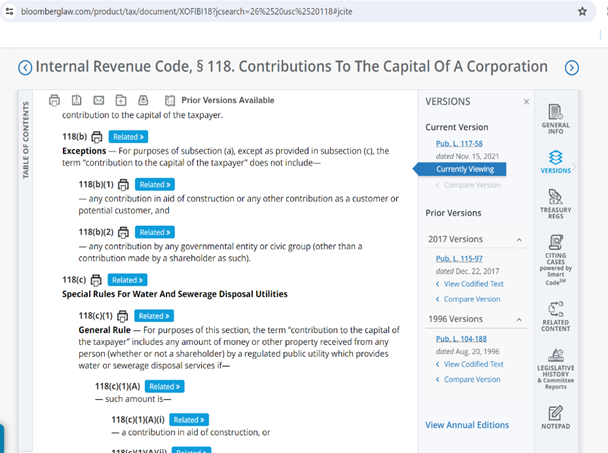 bloomberglaw.com/product/tax/document/XOFIBI18?jcsearch=26%2520usc%2520118#jcite
Internal Revenue Code, § 118. Contributions To The Capital Of A Corporation
TABLE OF CONTENTS
Prior Versions Available
contribution to the capital of the taxpayer.
118(b) Related »
Exceptions — For purposes of subsection (a), except as provided in subsection (c), the
term “contribution to the capital of the taxpayer” does not include—
118(b)(1) Related »
— any contribution in aid of construction or any other contribution as a customer or
potential customer, and
118(b)(2) Related »
— any contribution by any governmental entity or civic group (other than a
contribution made by a shareholder as such).
118(c) Related »
Special Rules For Water And Sewerage Disposal Utilities
118(c)(1) Related »
General Rule — For purposes of this section, the term “contribution to the capital of
the taxpayer” includes any amount of money or other property received from any
person (whether or not a shareholder) by a regulated public utility which provides
water or sewerage disposal services if—
118(c)(1)(A) Related »
— such amount is—
118(c)(1)(A)(i) Related »
— a contribution in aid of construction, or
118(c)(1)(A)(ii) Related »
VERSIONS ×
Current Version
Pub. L. 117-58
dated Nov. 15, 2021
Currently Viewing
< Compare Version
Prior Versions
2017 Versions
Pub. L. 115-97
dated Dec. 22, 2017
< View Codified Text
< Compare Version
1996 Versions
Pub. L. 104-188
dated Aug. 20, 1996
< View Codified Text
< Compare Version
View Annual Editions
GENERAL
INFO
VERSIONS
TREASURY
REGS
CITING
CASES
powered by
Smart
Code℠
RELATED
CONTENT
LEGISLATIVE
HISTORY
& Committee
Reports
NOTEPAD